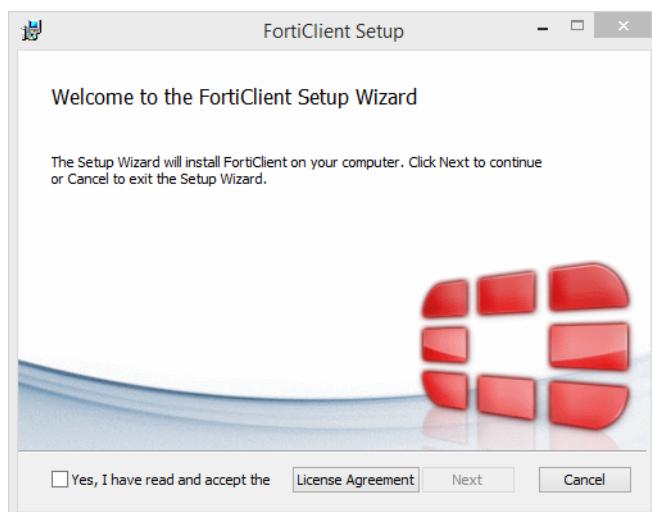 FortiClient Setup
Welcome to the FortiClient Setup Wizard
The Setup Wizard will install FortiClient on your computer. Click Next to continue
or Cancel to exit the Setup Wizard.
Yes, I have read and accept the License Agreement Next Cancel